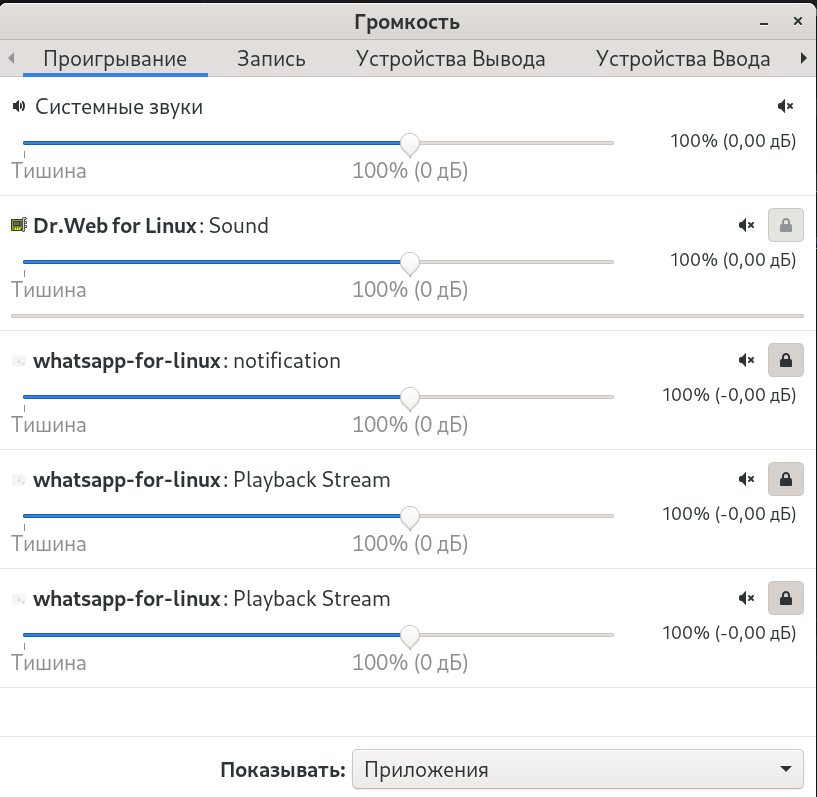 Громкость
Проигрывание Запись Устройства Вывода Устройства Ввода
Системные звуки
100% (0,00 дБ)
Тишина 100% (0 дБ)
Dr.Web for Linux: Sound
100% (0,00 дБ)
Тишина 100% (0 дБ)
whatsapp-for-linux: notification
100% (-0,00 дБ)
Тишина 100% (0 дБ)
whatsapp-for-linux: Playback Stream
100% (-0,00 дБ)
Тишина 100% (0 дБ)
whatsapp-for-linux: Playback Stream
100% (-0,00 дБ)
Тишина 100% (0 дБ)
Показывать: Приложения